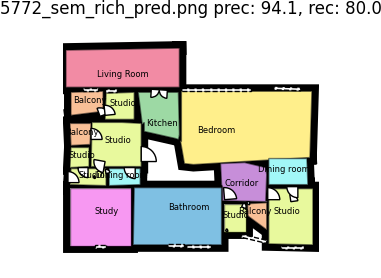 5772_sem_rich_pred.png prec: 94.1, rec: 80.0
Living Room
Balcony
Studio
Kitchen
Bedroom
Balcony
Studio
Studio
Dining room
Studio
Dining room
Corridor
Study
Bathroom
Studio
Balcony
Studio